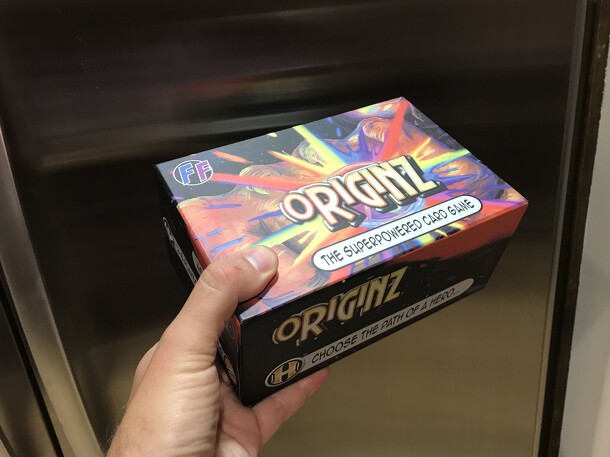 FF
ORIGINZ
THE SUPERPOWERED CARD GAME
ORIGINZ
H
CHOOSE THE PATH OF A HERO...